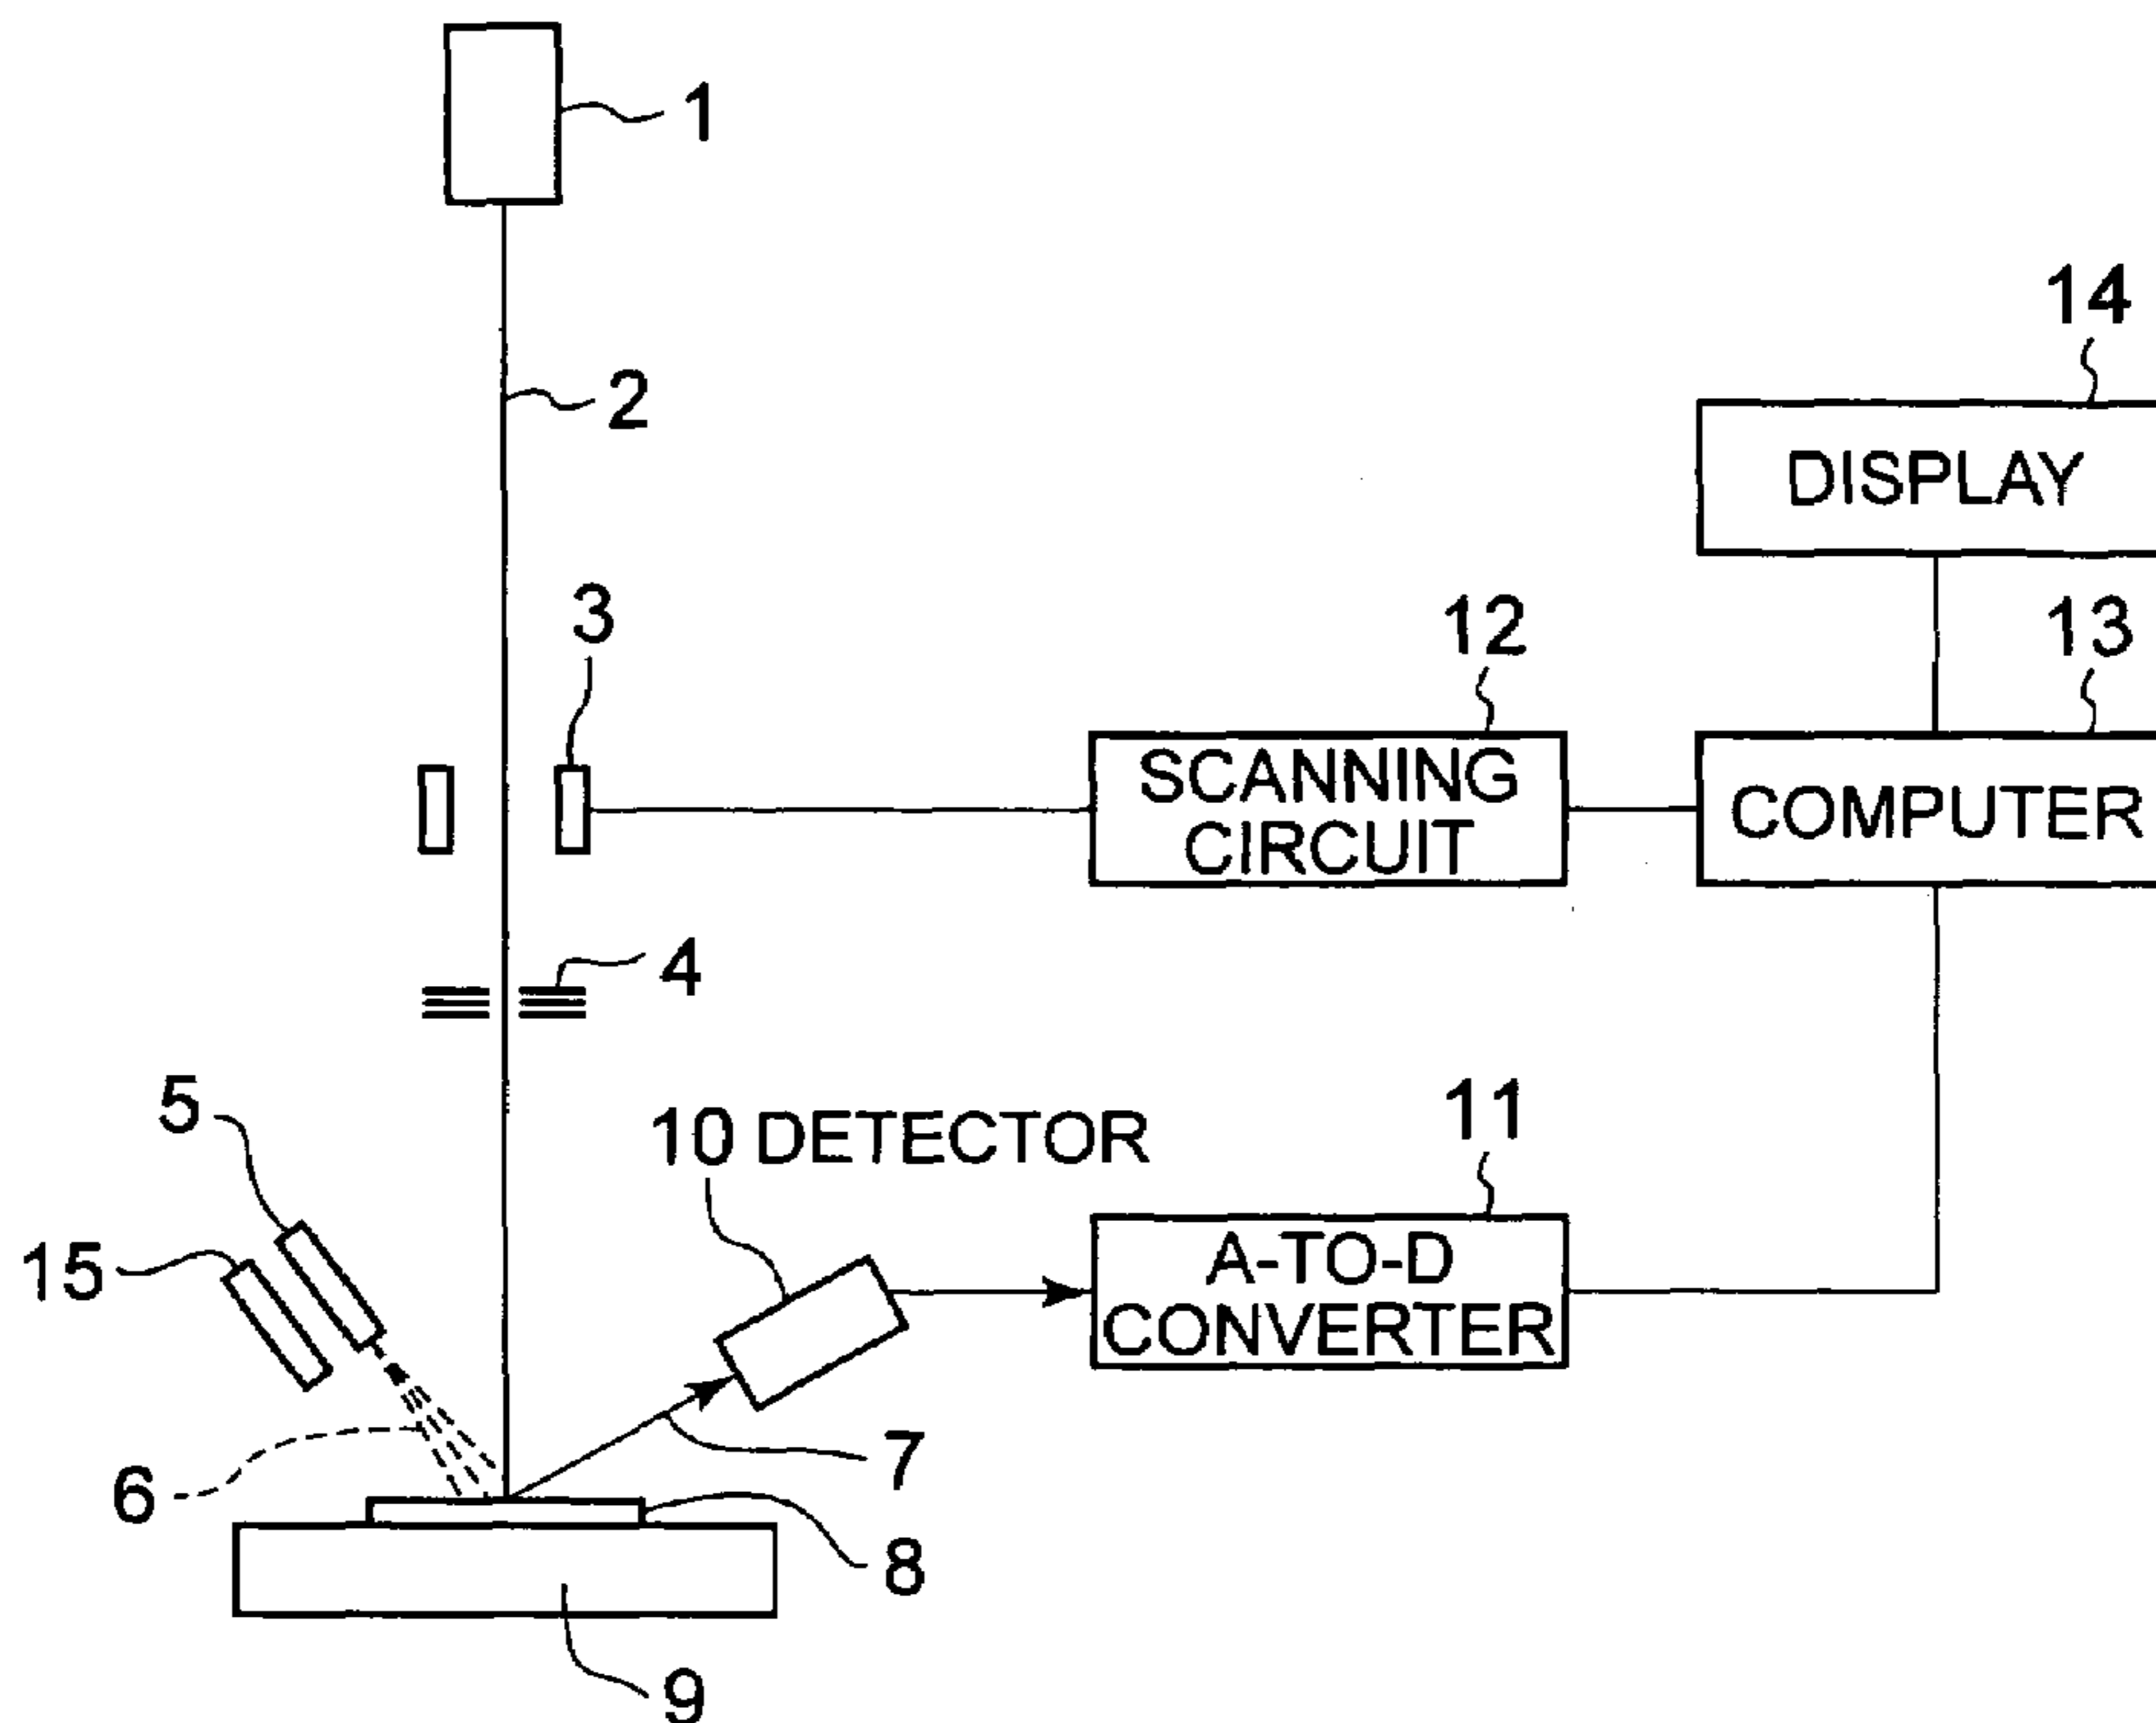 1
2
14
DISPLAY
3
12
13
SCANNING
CIRCUIT
COMPUTER
4
5
10 DETECTOR
11
15
A-TO-D
CONVERTER
6
7
8
9